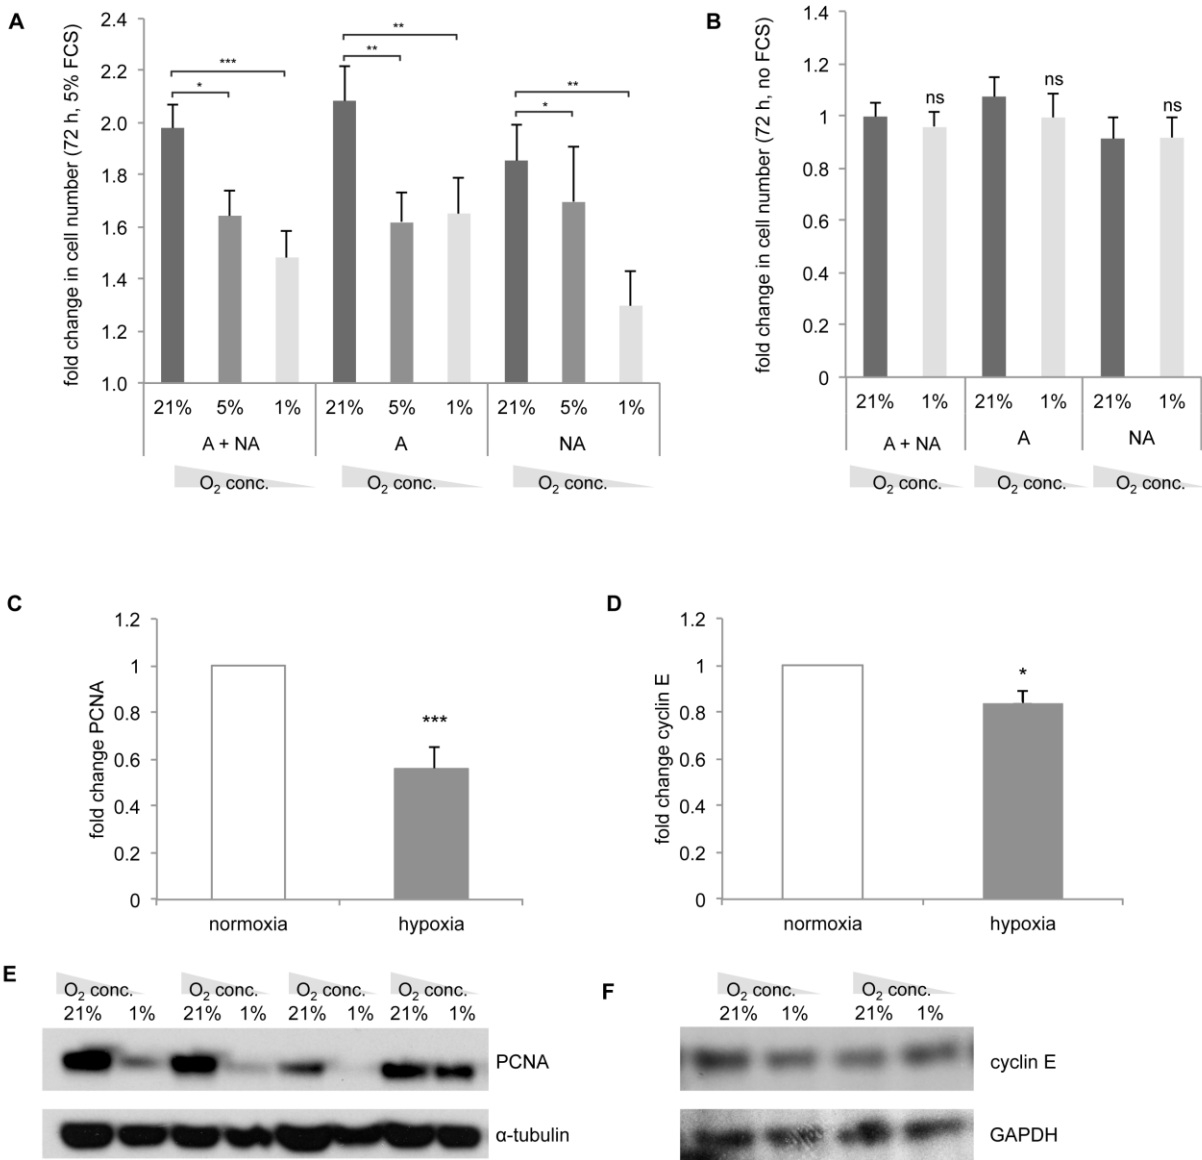 A
fold change in cell number (72 h, 5% FCS)
2.4
2.2
2.0
1.8
1.6
1.4
1.2
1.0
***
*
**
**
**
*
21% 5% 1% 21% 5% 1% 21% 5% 1%
A + NA A NA
O2 conc. O2 conc. O2 conc.
B
fold change in cell number (72 h, no FCS)
1.4
1.2
1
0.8
0.6
0.4
0.2
0
ns ns ns
21% 1% 21% 1% 21% 1%
A + NA A NA
O2 conc. O2 conc. O2 conc.
C
fold change PCNA
1.2
1
0.8
0.6
0.4
0.2
0
***
normoxia hypoxia
D
fold change cyclin E
1.2
1
0.8
0.6
0.4
0.2
0
*
normoxia hypoxia
E
O2 conc. O2 conc. O2 conc. O2 conc.
21% 1% 21% 1% 21% 1% 21% 1%
PCNA
α-tubulin
F
O2 conc. O2 conc.
21% 1% 21% 1%
cyclin E
GAPDH